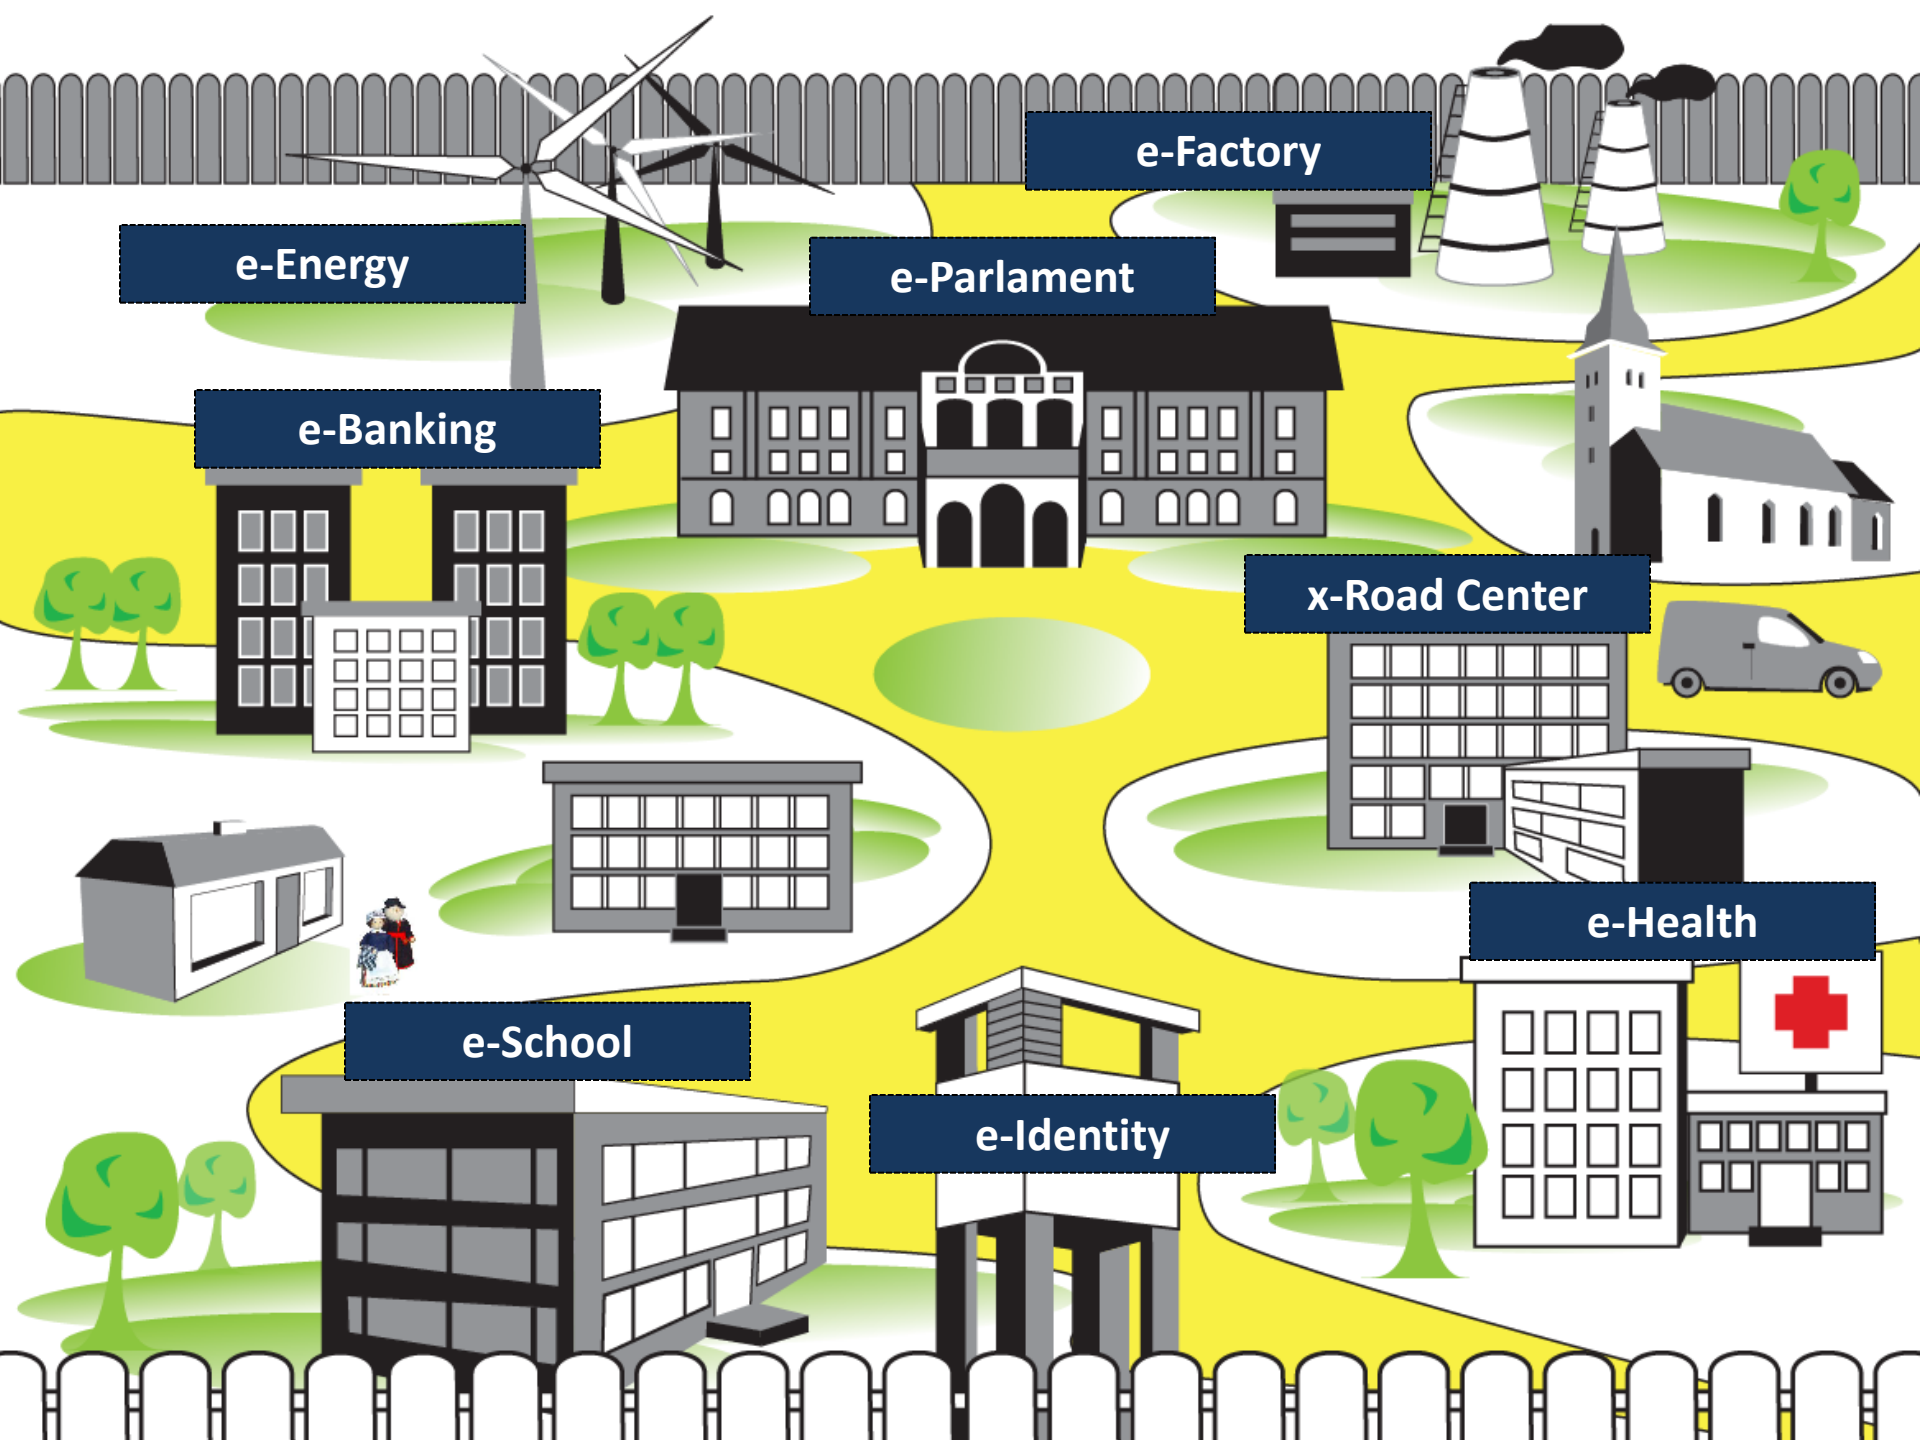 e-Factory
e-Energy
e-Parlament
e-Banking
x-Road Center
e-Health
e-School
e-Identity